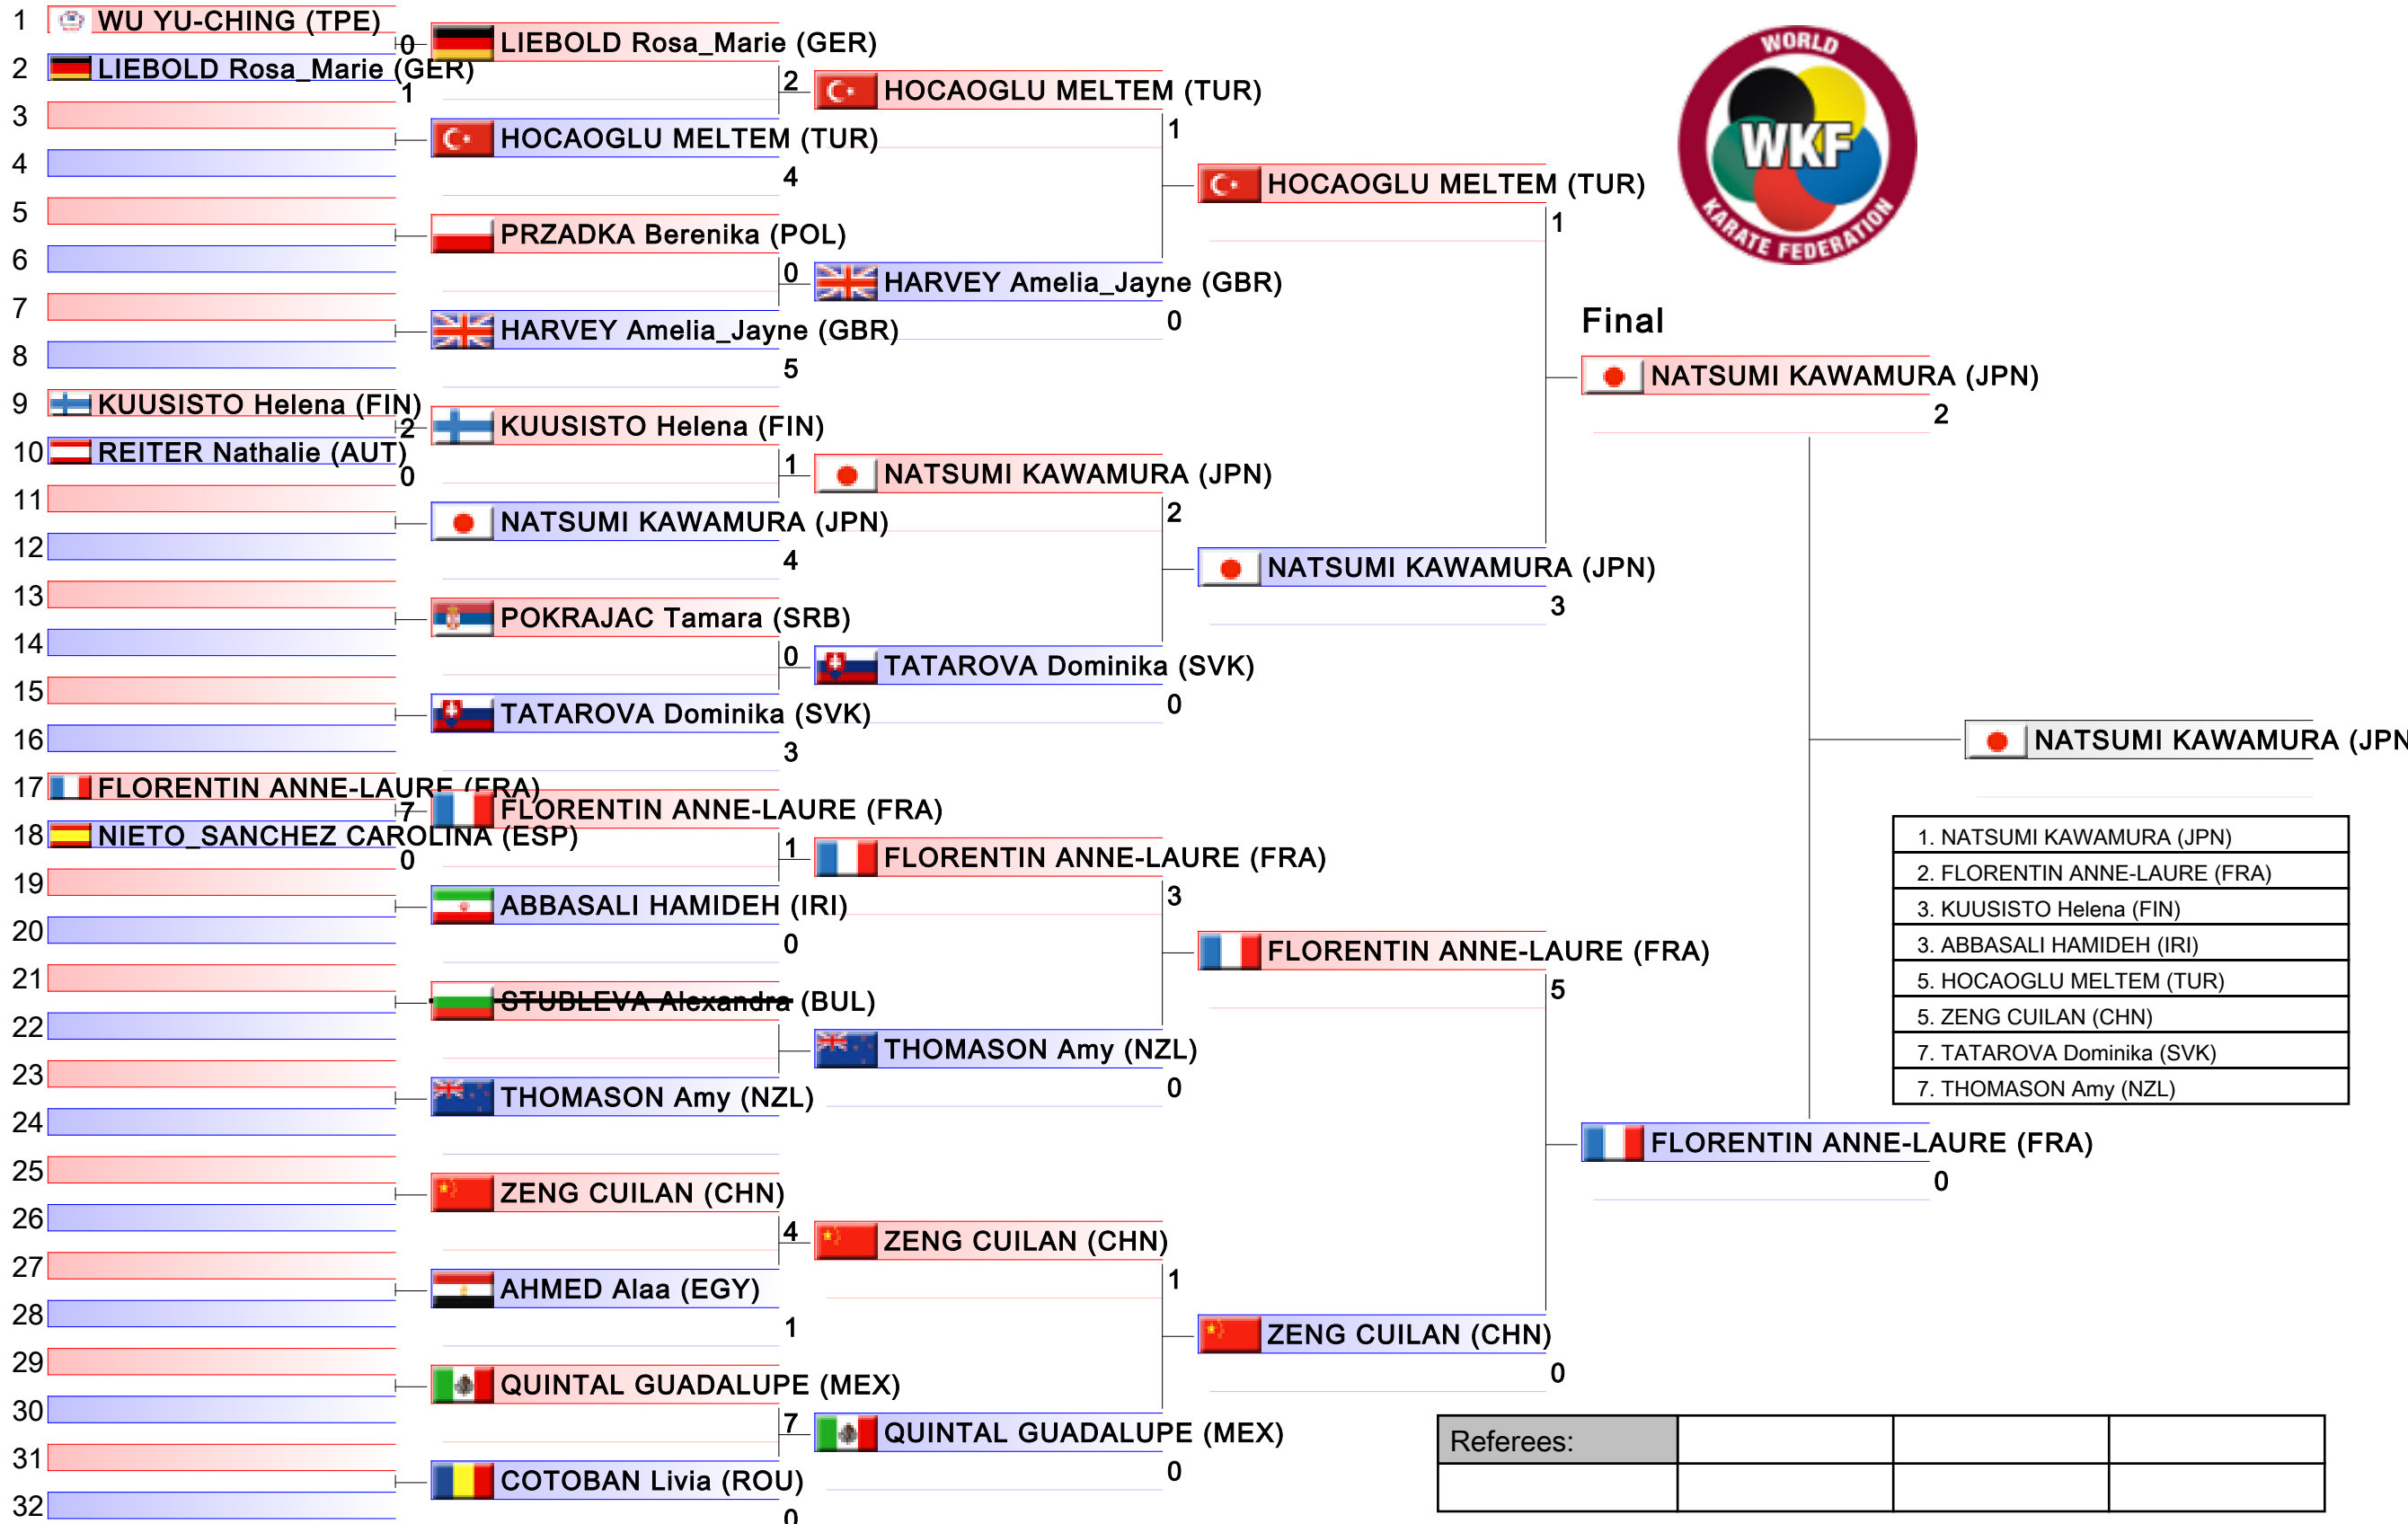 1 WU YU-CHING (TPE)
0
2 LIEBOLD Rosa_Marie (GER)
1
3
4
5
6
7
8
9 KUUSISTO Helena (FIN)
2
10 REITER Nathalie (AUT)
0
11
12
13
14
15
16
17 FLORENTIN ANNE-LAURE (FRA)
7
18 NIETO_SANCHEZ CAROLINA (ESP)
0
19
20
21
22
23
24
25
26
27
28
29
30
31
32
LIEBOLD Rosa_Marie (GER)
2
HOCAOGLU MELTEM (TUR)
4
PRZADKA Berenika (POL)
0
HARVEY Amelia_Jayne (GBR)
5
KUUSISTO Helena (FIN)
1
NATSUMI KAWAMURA (JPN)
4
POKRAJAC Tamara (SRB)
0
TATAROVA Dominika (SVK)
3
FLORENTIN ANNE-LAURE (FRA)
1
ABBASALI HAMIDEH (IRI)
0
STUBLEVA Alexandra (BUL)
THOMASON Amy (NZL)
ZENG CUILAN (CHN)
4
AHMED Alaa (EGY)
1
QUINTAL GUADALUPE (MEX)
7
COTOBAN Livia (ROU)
0
HOCAOGLU MELTEM (TUR)
1
HARVEY Amelia_Jayne (GBR)
0
NATSUMI KAWAMURA (JPN)
2
TATAROVA Dominika (SVK)
0
FLORENTIN ANNE-LAURE (FRA)
3
THOMASON Amy (NZL)
0
ZENG CUILAN (CHN)
1
QUINTAL GUADALUPE (MEX)
0
HOCAOGLU MELTEM (TUR)
1
NATSUMI KAWAMURA (JPN)
3
FLORENTIN ANNE-LAURE (FRA)
5
ZENG CUILAN (CHN)
0
WORLD
WKF
KARATE FEDERATION
Final
NATSUMI KAWAMURA (JPN)
2
FLORENTIN ANNE-LAURE (FRA)
0
NATSUMI KAWAMURA (JPN
1. NATSUMI KAWAMURA (JPN)
2. FLORENTIN ANNE-LAURE (FRA)
3. KUUSISTO Helena (FIN)
3. ABBASALI HAMIDEH (IRI)
5. HOCAOGLU MELTEM (TUR)
5. ZENG CUILAN (CHN)
7. TATAROVA Dominika (SVK)
7. THOMASON Amy (NZL)
Referees: